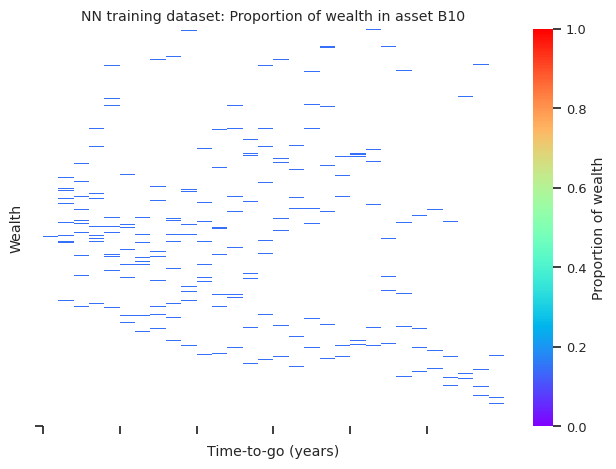 NN training dataset: Proportion of wealth in asset B10
1.0
0.8
0.6
0.4
0.2
0.0
Proportion of wealth
Wealth
Time-to-go (years)